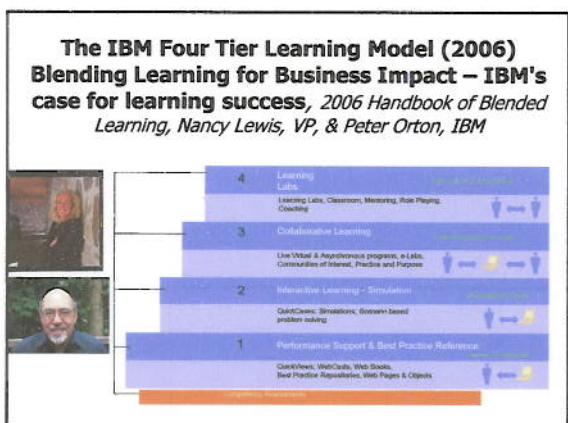 The IBM Four Tier Learning Model (2006)
Blending Learning for Business Impact – IBM's
case for learning success, 2006 Handbook of Blended
Learning, Nancy Lewis, VP, & Peter Orton, IBM
4 Learning
Labs
Learning Labs, Classroom, Mentoring, Role Playing,
Coaching
3 Collaborative Learning
Live Virtual & Asynchronous programs, e-Labs,
Communities of Interest, Practice and Purpose
2 Interactive Learning - Simulation
QuickCases; Simulations; Scenario based
problem solving
1 Performance Support & Best Practice Reference
QuickViews; WebCasts, Web Books,
Best Practice Repositories, Web Pages & Objects
Competency Assessments